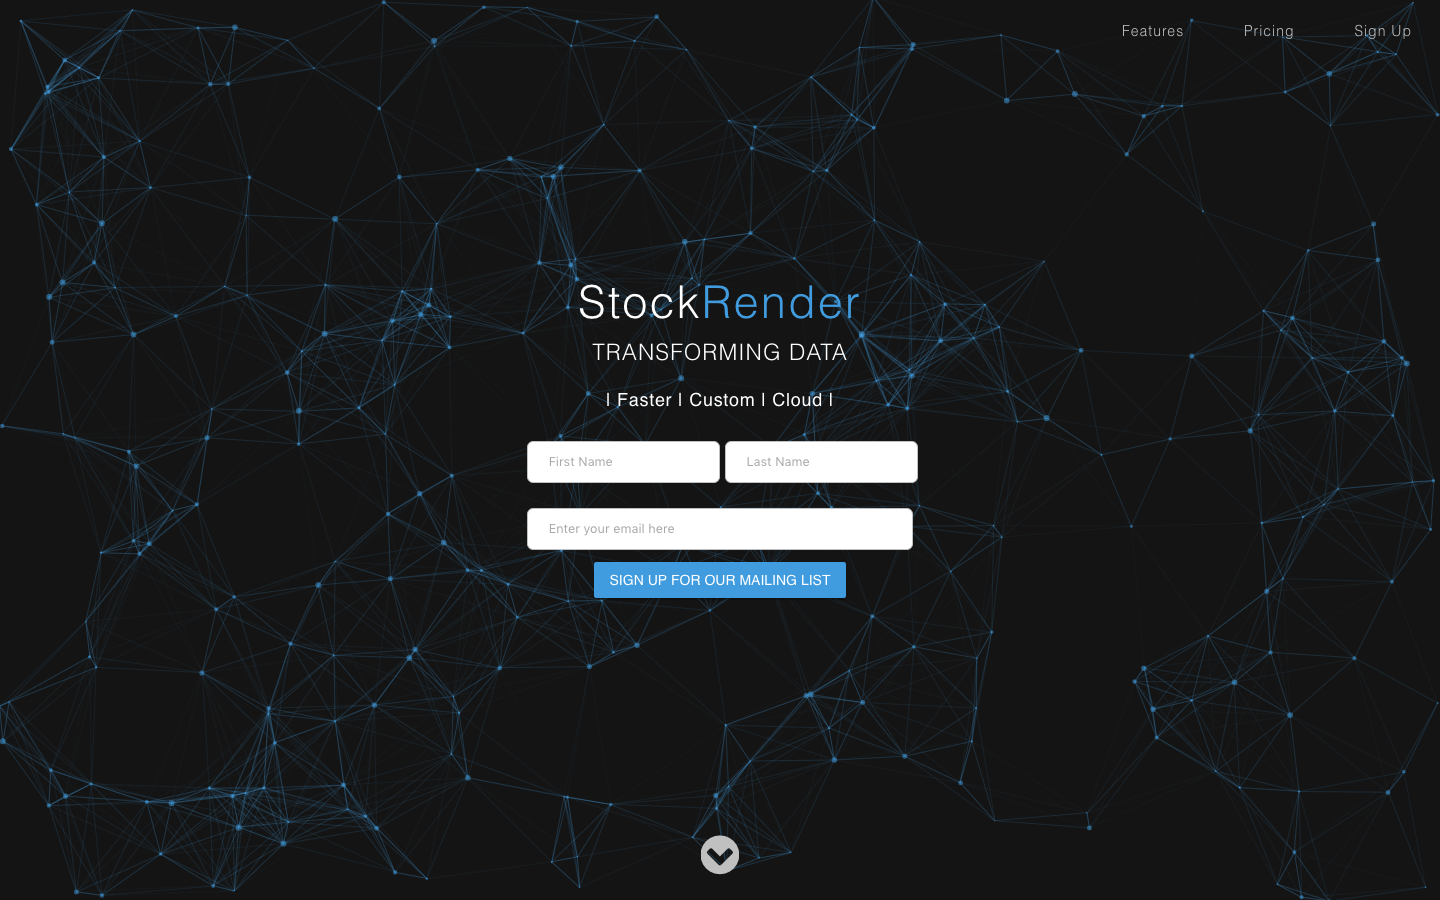 Features Pricing Sign Up
StockRender
TRANSFORMING DATA
| Faster | Custom | Cloud |
First Name Last Name
Enter your email here
SIGN UP FOR OUR MAILING LIST